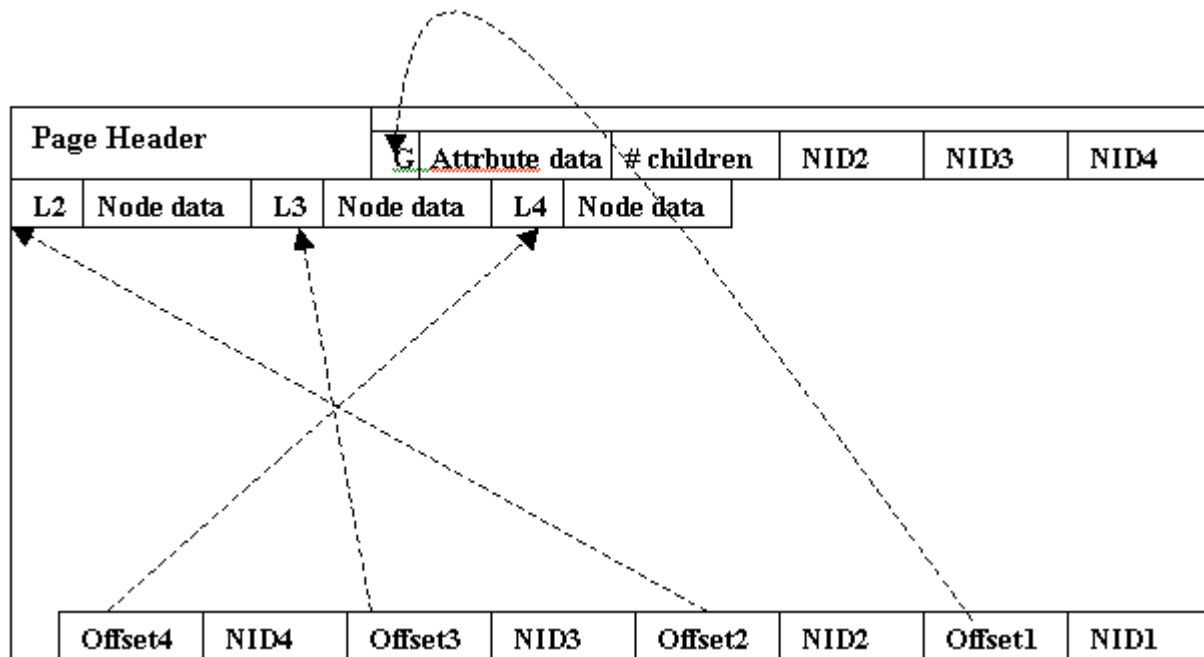 Page Header
G Attrbute data # children NID2 NID3 NID4
L2 Node data L3 Node data L4 Node data
Offset4 NID4 Offset3 NID3 Offset2 NID2 Offset1 NID1